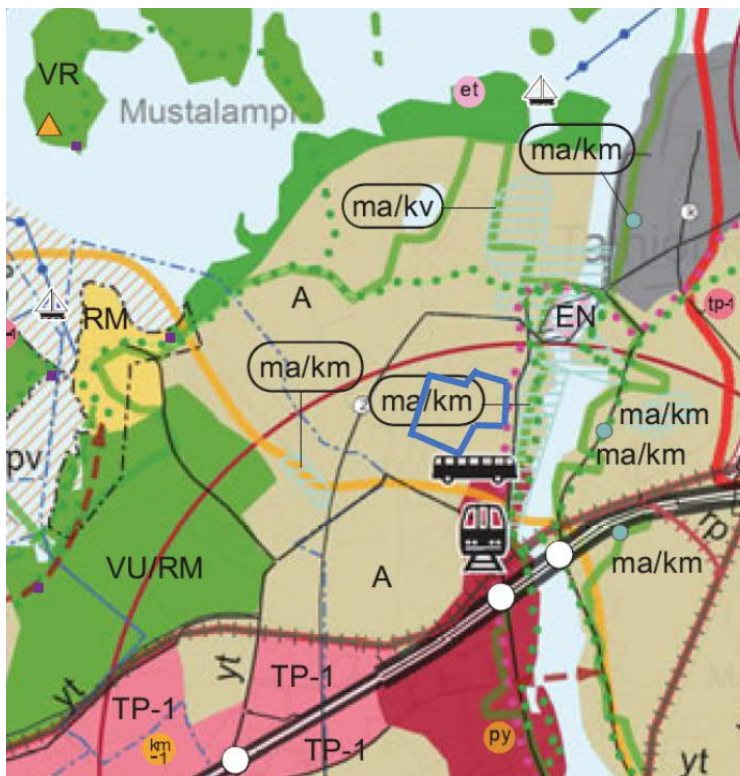 VR
Mustalampi
et
ma/km
ma/kv
A
RM
EN
tp-1
ma/km
ma/km
ma/km
ma/km
pv
VU/RM
A
ma/km
rp
yt
yt
TP-1
TP-1
TP-1
km
-1
py
yt